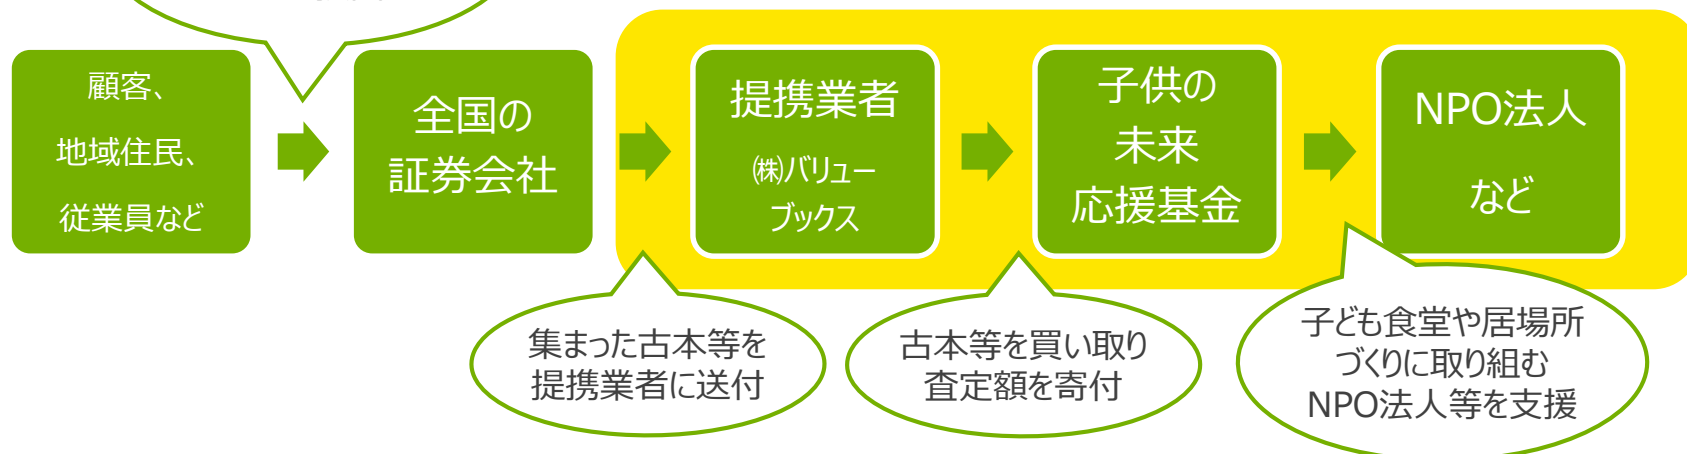 顧客、
地域住民、
従業員など
全国の
証券会社
提携業者
㈱バリュー
ブックス
子供の
未来
応援基金
NPO法人
など
集まった古本等を
提携業者に送付
古本等を買い取り
査定額を寄付
子ども食堂や居場所
づくりに取り組む
NPO法人等を支援